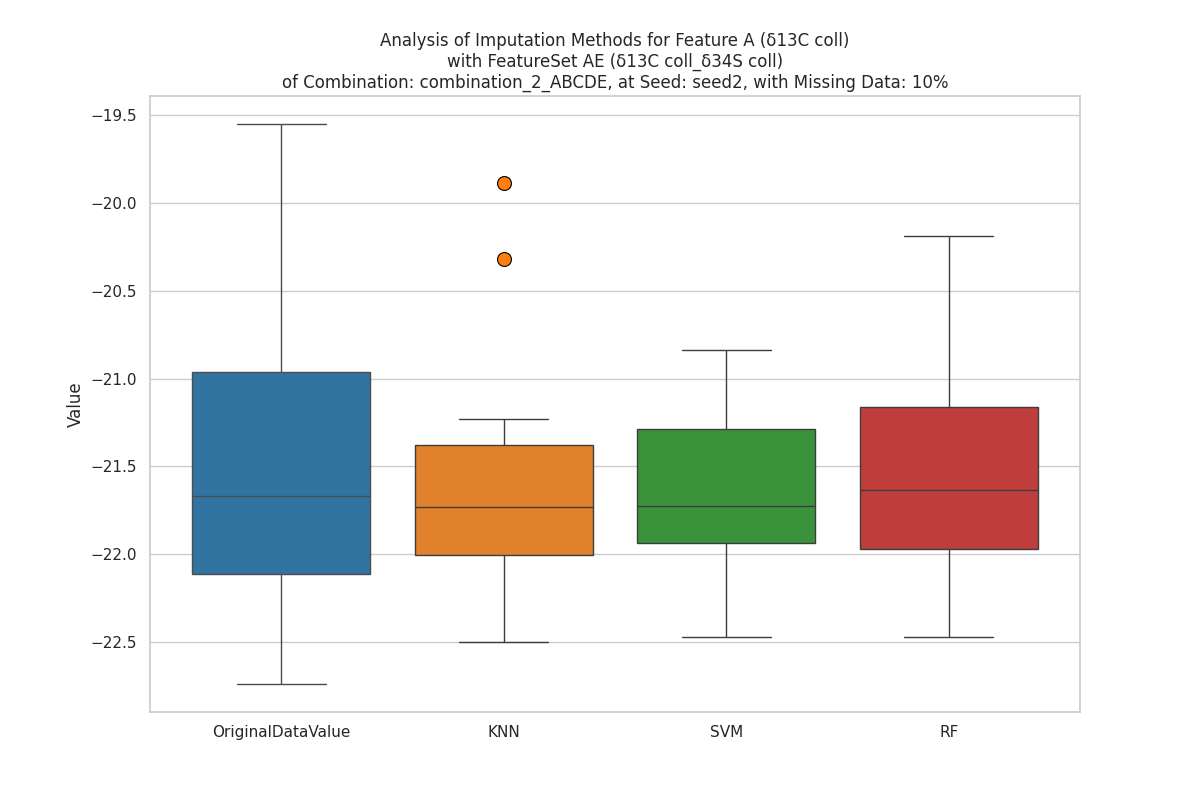 Analysis of Imputation Methods for Feature A (δ13C coll)
with FeatureSet AE (δ13C coll_δ34S coll)
of Combination: combination_2_ABCDE, at Seed: seed2, with Missing Data: 10%
−19.5
−20.0
−20.5
−21.0
−21.5
−22.0
−22.5
Value
OriginalDataValue
KNN
SVM
RF